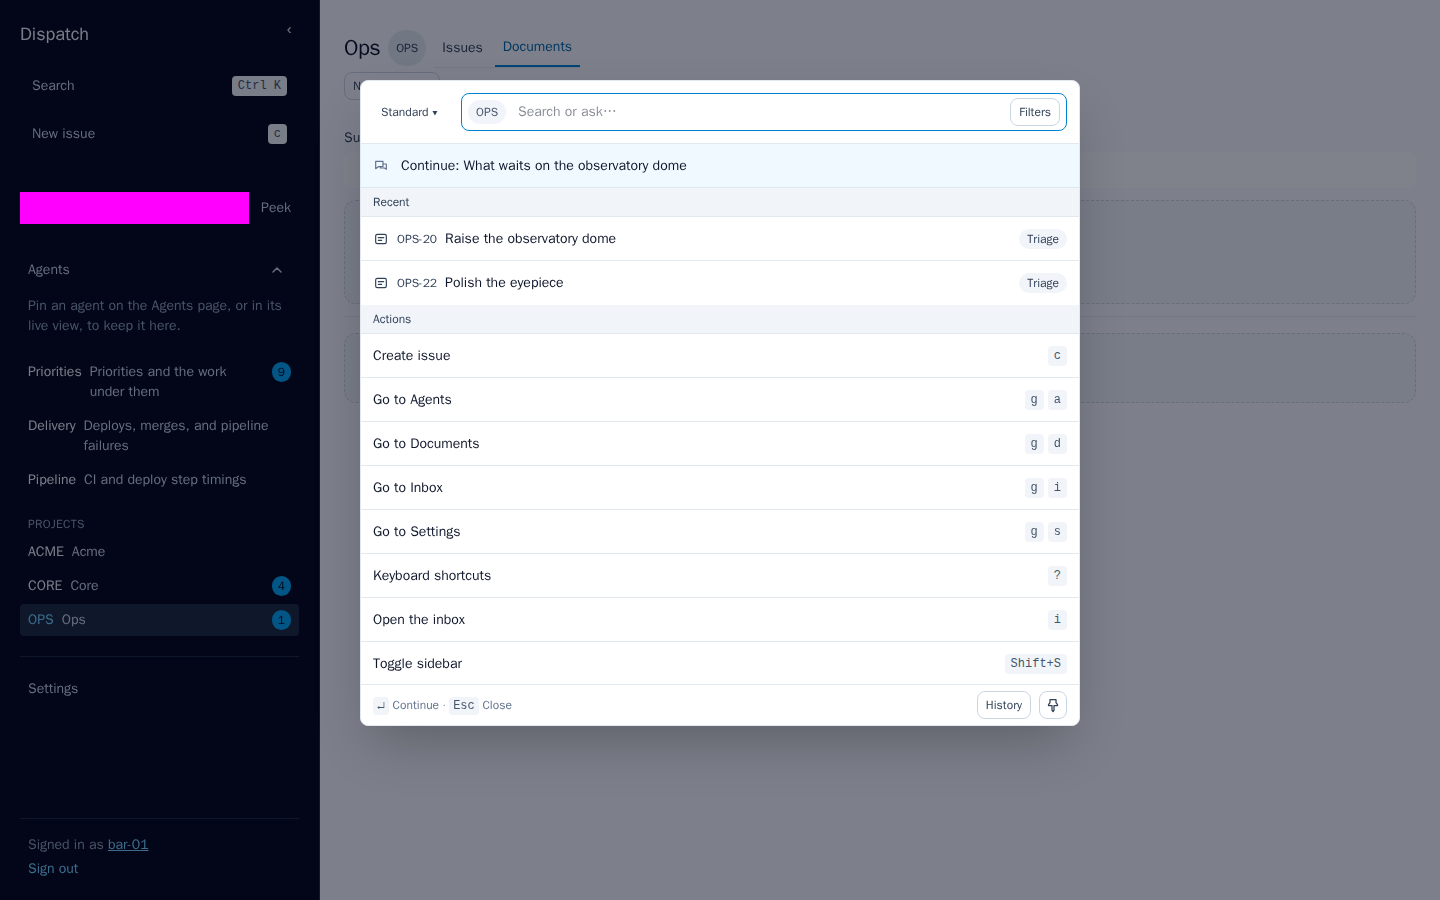 Dispatch
Search Ctrl K
New issue c
Peek
Agents
Pin an agent on the Agents page, or in its
live view, to keep it here.
Priorities Priorities and the work
under them 9
Delivery Deploys, merges, and pipeline
failures
Pipeline CI and deploy step timings
PROJECTS
ACME Acme
CORE Core 4
OPS Ops 1
Settings
Signed in as bar-01
Sign out
Ops OPS Issues Documents
Standard ▾ OPS Search or ask… Filters
Continue: What waits on the observatory dome
Recent
OPS-20 Raise the observatory dome Triage
OPS-22 Polish the eyepiece Triage
Actions
Create issue c
Go to Agents g a
Go to Documents g d
Go to Inbox g i
Go to Settings g s
Keyboard shortcuts ?
Open the inbox i
Toggle sidebar Shift+S
↵ Continue · Esc Close History